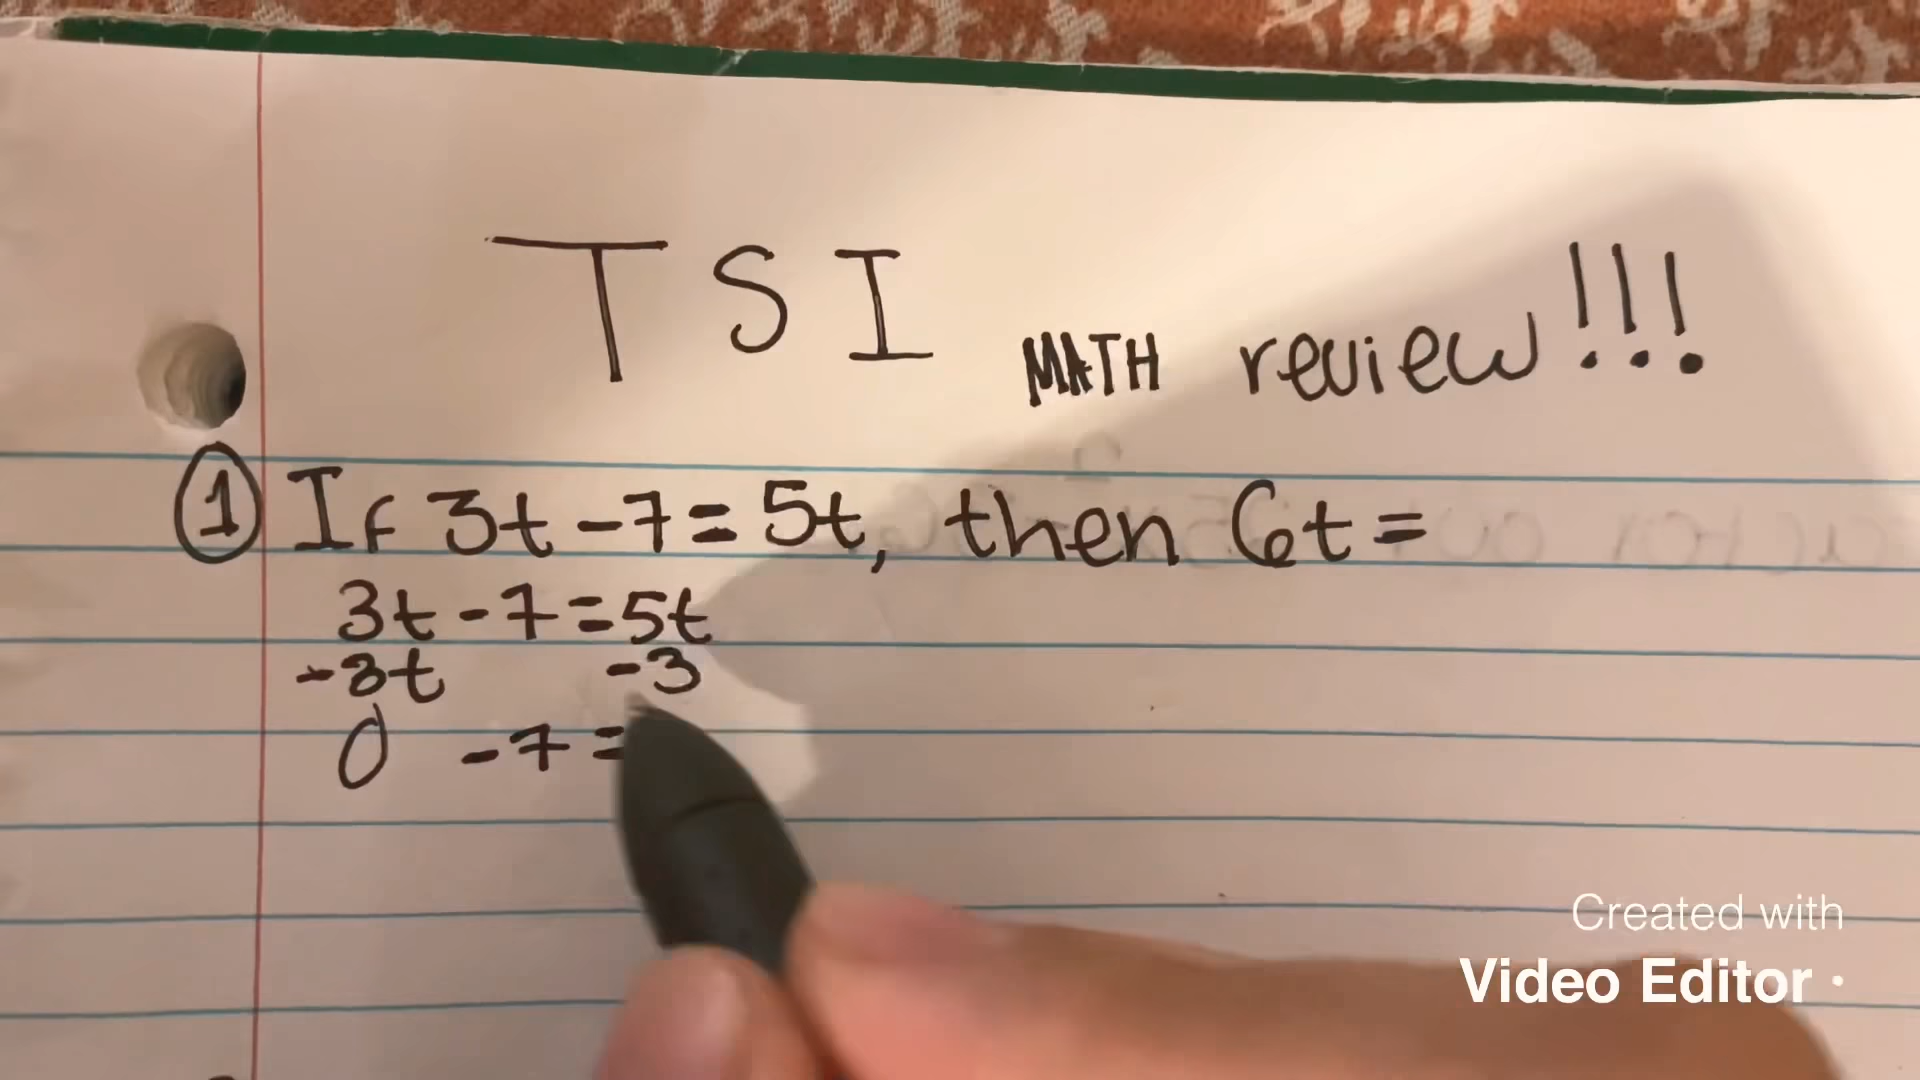 TSI MATH review!!!
1 If 3t - 7 = 5t, then 6t =
3t - 7 = 5t
-3t -3
0 -7 =
Created with
Video Editor